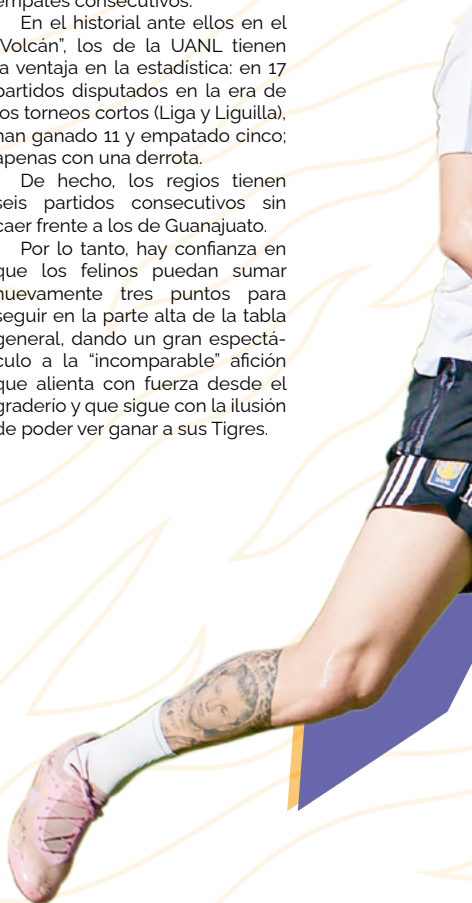 empates consecutivos.
En el historial ante ellos en el
"Volcán", los de la UANL tienen
la ventaja en la estadística: en 17
partidos disputados en la era de
los torneos cortos (Liga y Liguilla),
han ganado 11 y empatado cinco;
apenas con una derrota.
De hecho, los regios tienen
seis partidos consecutivos sin
caer frente a los de Guanajuato.
Por lo tanto, hay confianza en
que los felinos puedan sumar
nuevamente tres puntos para
seguir en la parte alta de la tabla
general, dando un gran espectá-
culo a la “incomparable” afición
que alienta con fuerza desde el
graderío y que sigue con la ilusión
de poder ver ganar a sus Tigres.
UANL